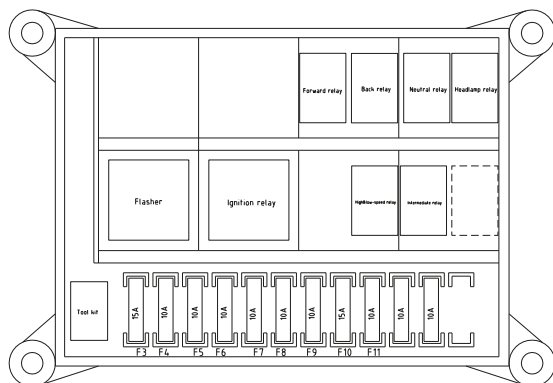 Forward relay
Back relay
Neutral relay
Headlamp relay
Flasher
Ignition relay
High&low-speed relay
Intermediate relay
Tool kit
15A
10A
10A
10A
10A
10A
10A
15A
10A
10A
10A
F3
F4
F5
F6
F7
F8
F9
F10
F11